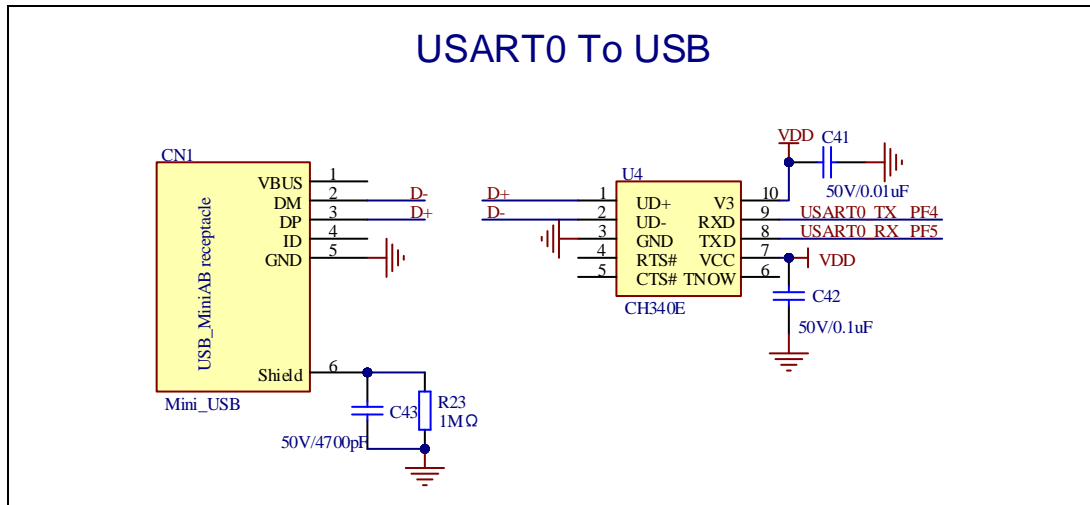 USART0 To USB
CN1
VBUS 1
DM 2 D-
DP 3 D+
ID 4
GND 5
USB_MiniAB receptacle
Shield 6
Mini_USB
C43
50V/4700pF
R23
1MΩ
U4
D+ 1 UD+ V3 10
D- 2 UD- RXD 9 USART0_TX_PF4
3 GND TXD 8 USART0_RX_PF5
4 RTS# VCC 7 VDD
5 CTS# TNOW 6
CH340E
VDD
C41
50V/0.01uF
C42
50V/0.1uF